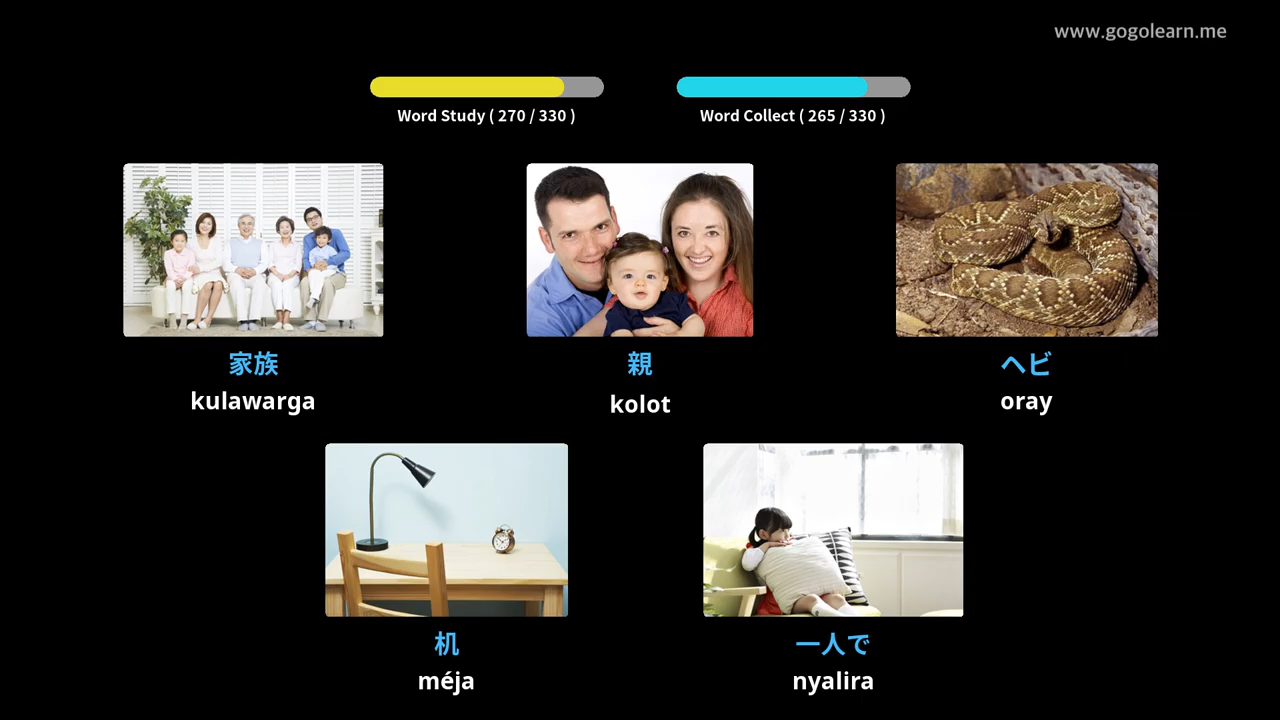 www.gogolearn.me
Word Study ( 270 / 330 )
Word Collect ( 265 / 330 )
家族
kulawarga
親
kolot
ヘビ
oray
机
méja
一人で
nyalira